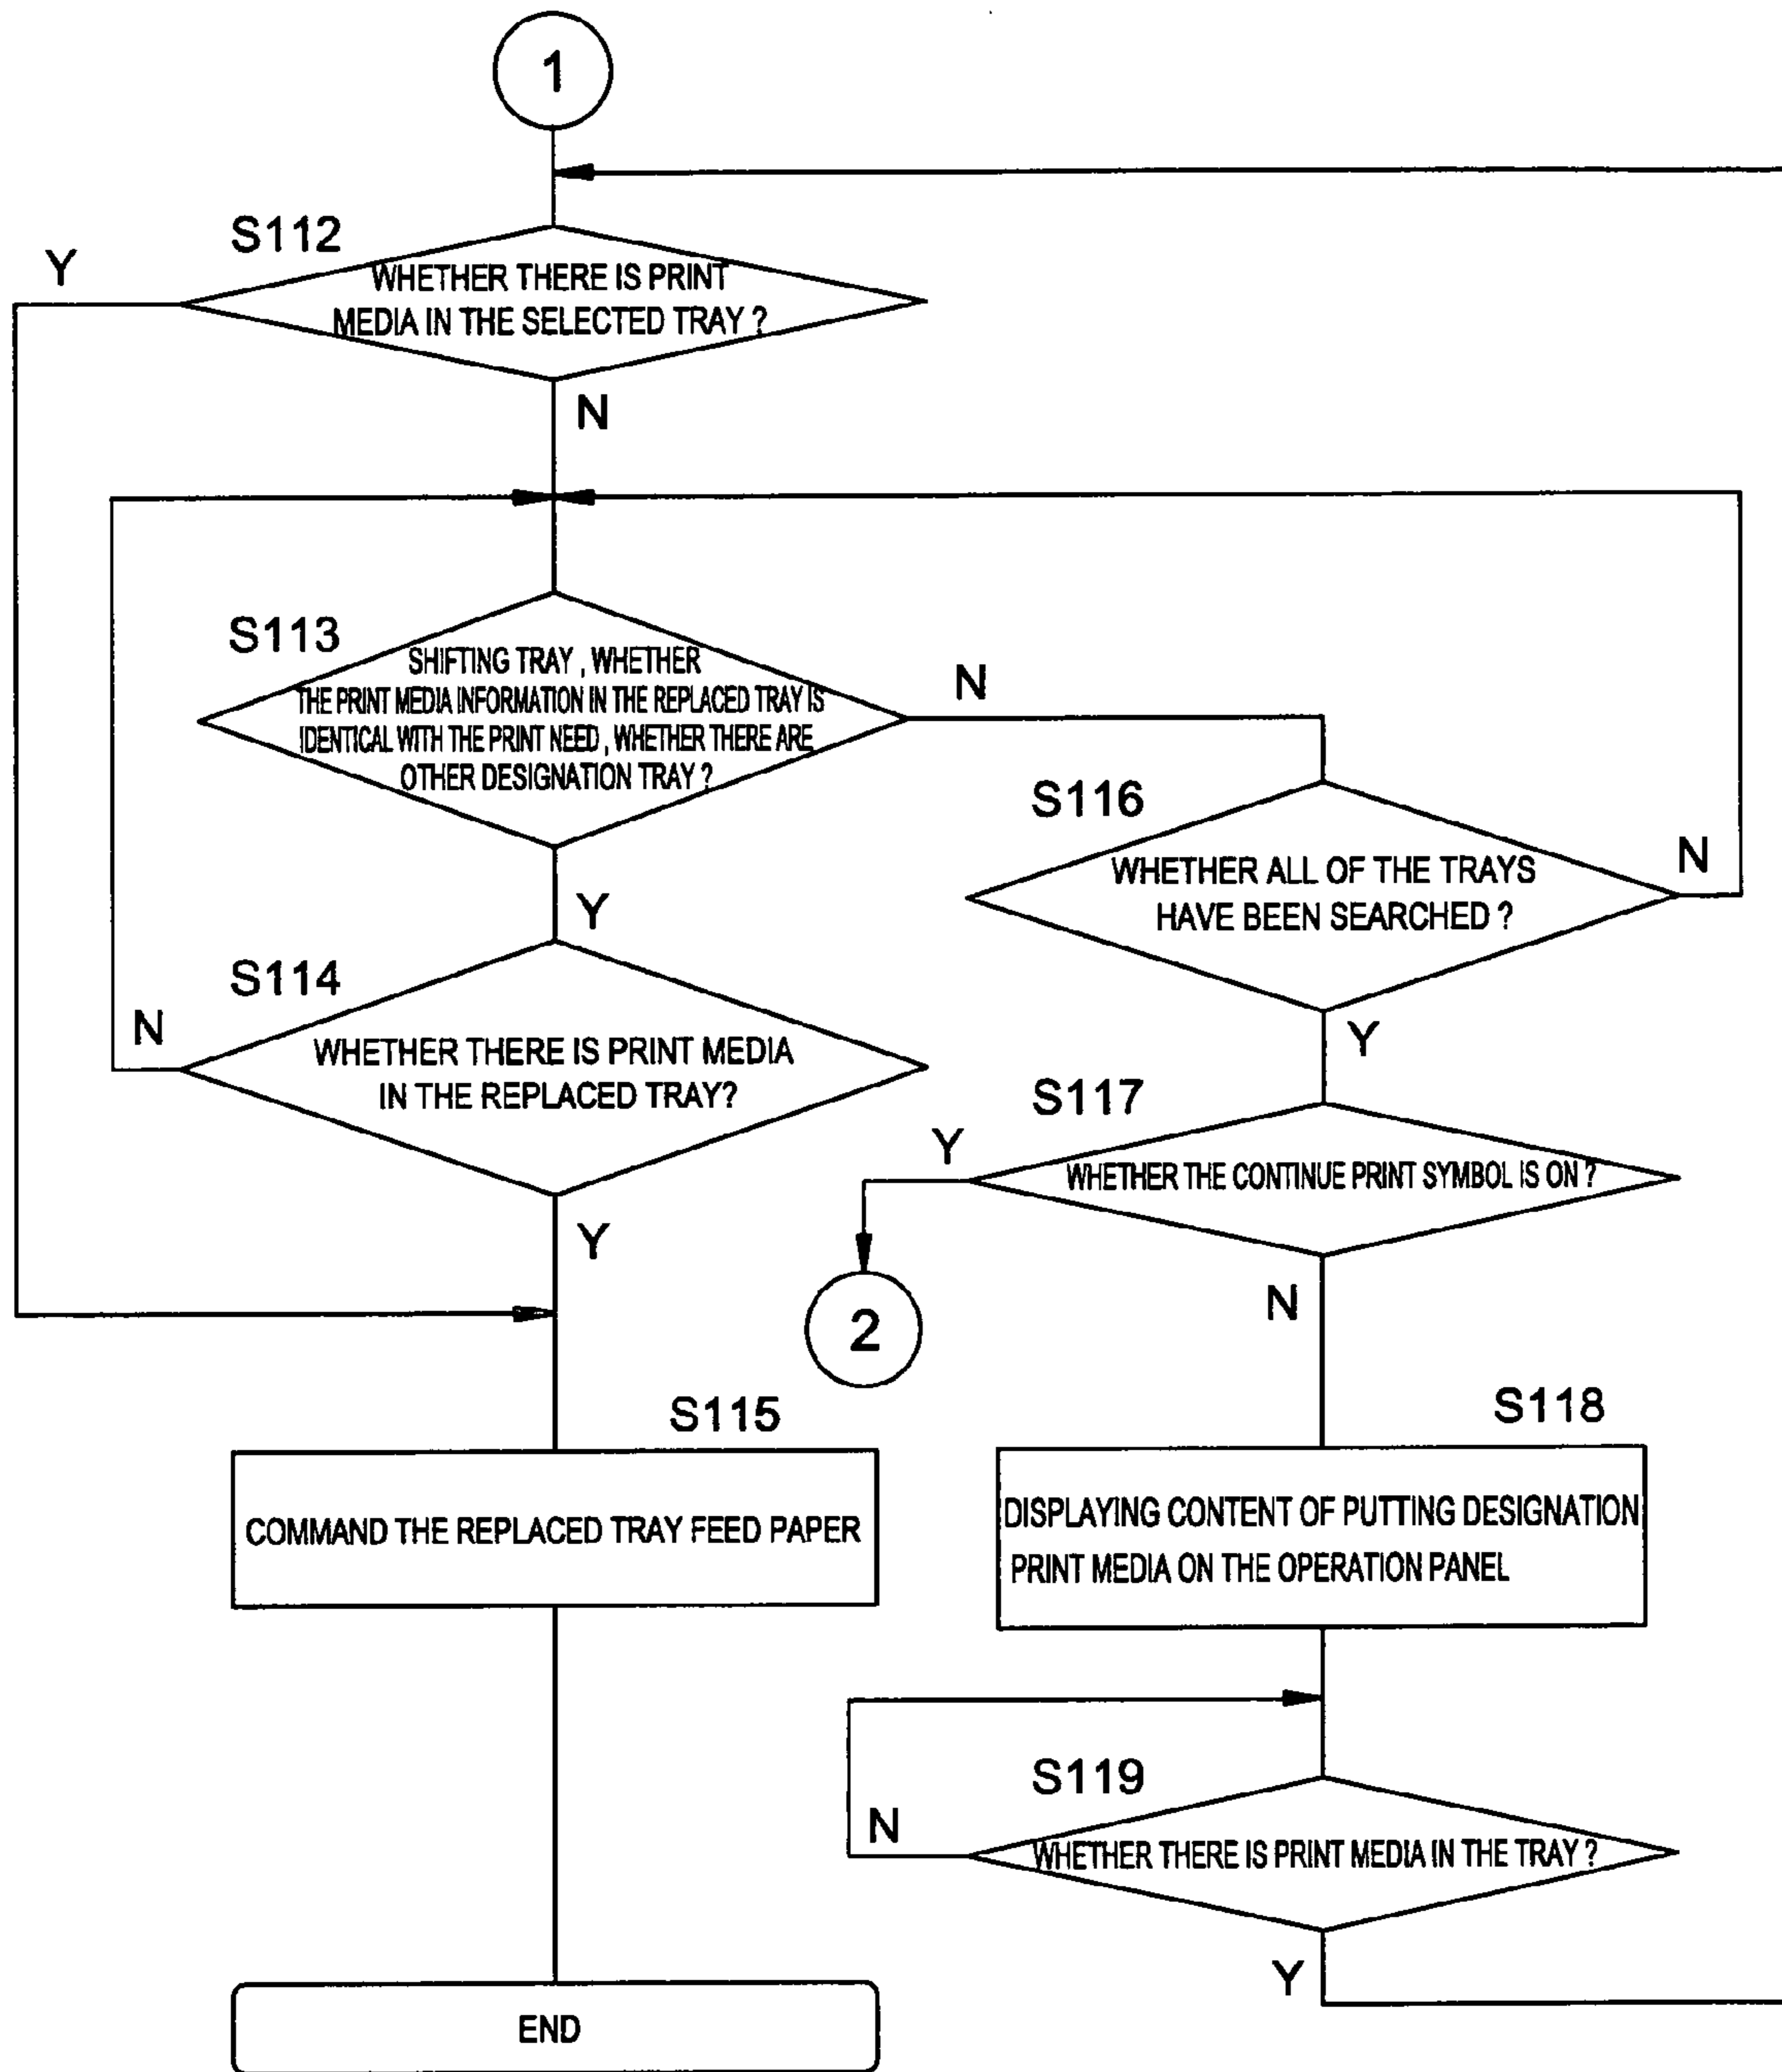 1
S112
Y
WHETHER THERE IS PRINT
MEDIA IN THE SELECTED TRAY ?
N
S113
SHIFTING TRAY , WHETHER
THE PRINT MEDIA INFORMATION IN THE REPLACED TRAY IS
IDENTICAL WITH THE PRINT NEED , WHETHER THERE ARE
OTHER DESIGNATION TRAY ?
N
Y
S116
WHETHER ALL OF THE TRAYS
HAVE BEEN SEARCHED ?
N
Y
S114
N
WHETHER THERE IS PRINT MEDIA
IN THE REPLACED TRAY?
Y
S117
Y
WHETHER THE CONTINUE PRINT SYMBOL IS ON ?
N
2
S115
COMMAND THE REPLACED TRAY FEED PAPER
S118
DISPLAYING CONTENT OF PUTTING DESIGNATION
PRINT MEDIA ON THE OPERATION PANEL
S119
N
WHETHER THERE IS PRINT MEDIA IN THE TRAY ?
Y
END